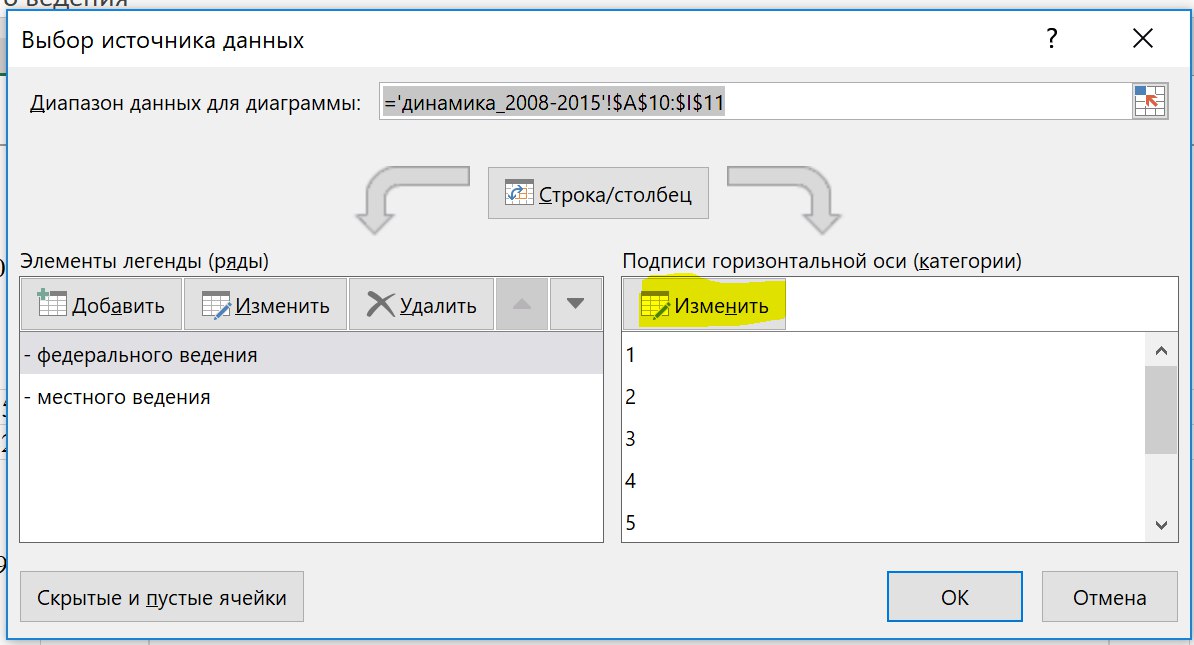 о ведения
Выбор источника данных
?
Диапазон данных для диаграммы:
='динамика_2008-2015'!$A$10:$I$11
Строка/столбец
Элементы легенды (ряды)
Подписи горизонтальной оси (категории)
Добавить
Изменить
Удалить
Изменить
- федерального ведения
- местного ведения
1
2
3
4
5
Скрытые и пустые ячейки
ОК
Отмена